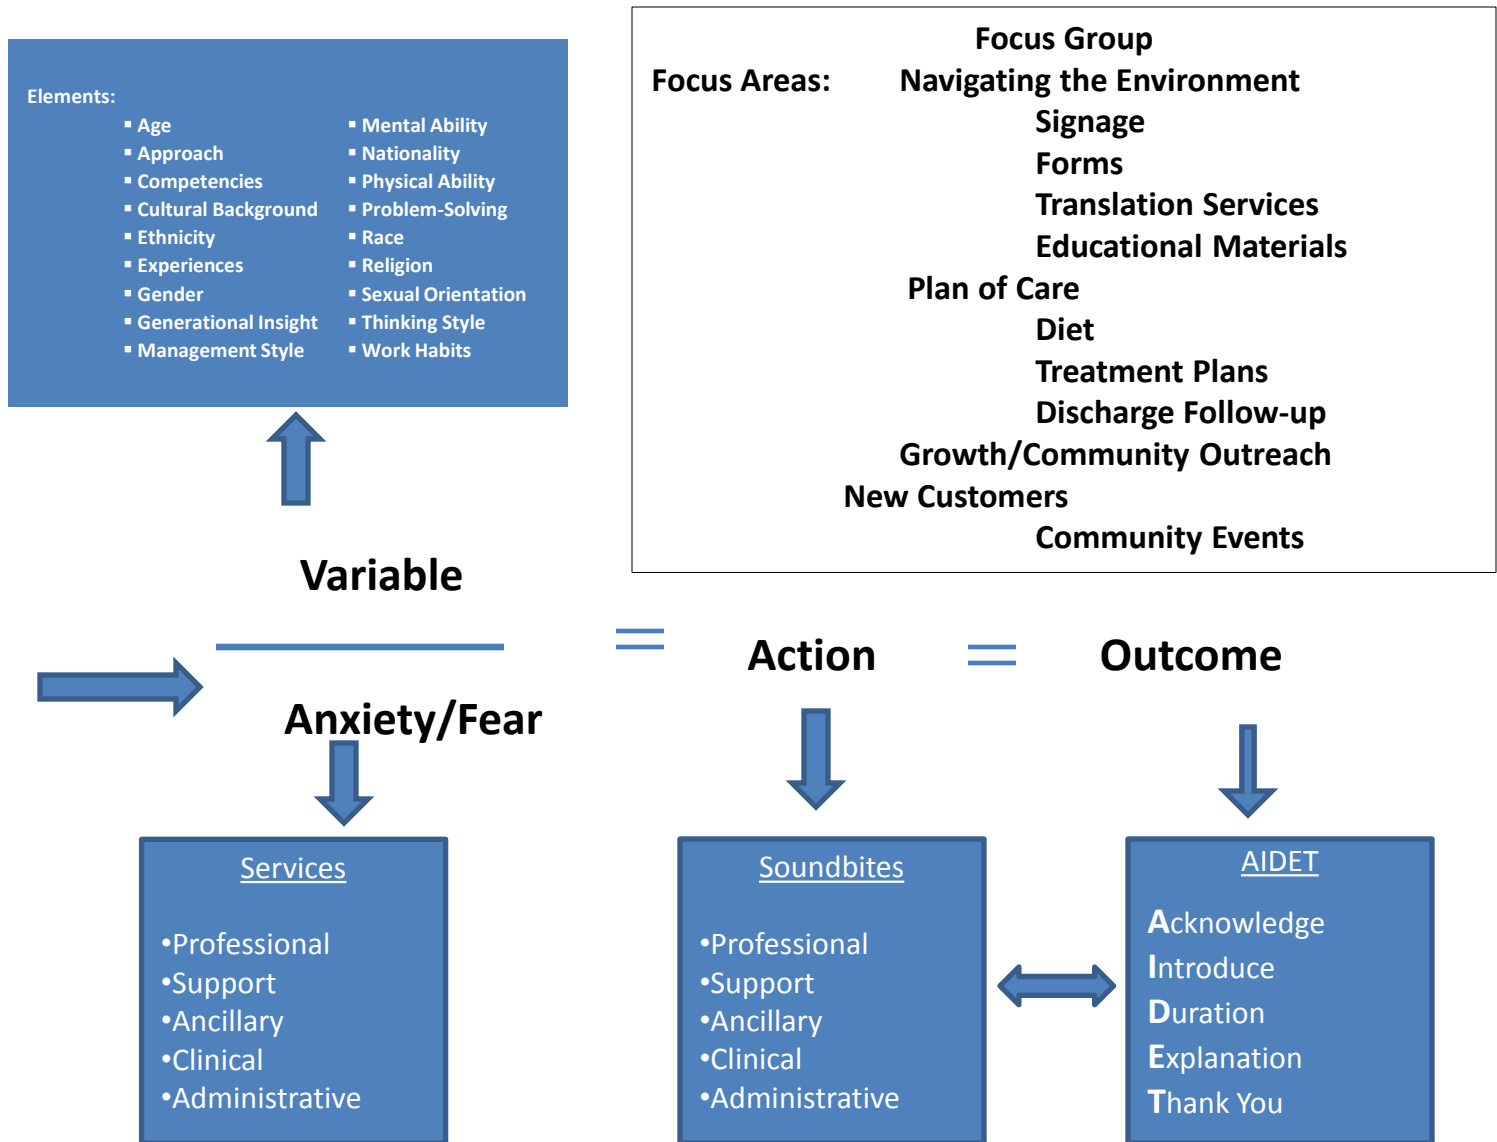 Elements:
▪ Age
▪ Approach
▪ Competencies
▪ Cultural Background
▪ Ethnicity
▪ Experiences
▪ Gender
▪ Generational Insight
▪ Management Style
▪ Mental Ability
▪ Nationality
▪ Physical Ability
▪ Problem-Solving
▪ Race
▪ Religion
▪ Sexual Orientation
▪ Thinking Style
▪ Work Habits
Focus Group
Focus Areas: Navigating the Environment
Signage
Forms
Translation Services
Educational Materials
Plan of Care
Diet
Treatment Plans
Discharge Follow-up
Growth/Community Outreach
New Customers
Community Events
Variable
Anxiety/Fear
= Action = Outcome
Services
•Professional
•Support
•Ancillary
•Clinical
•Administrative
Soundbites
•Professional
•Support
•Ancillary
•Clinical
•Administrative
AIDET
Acknowledge
Introduce
Duration
Explanation
Thank You